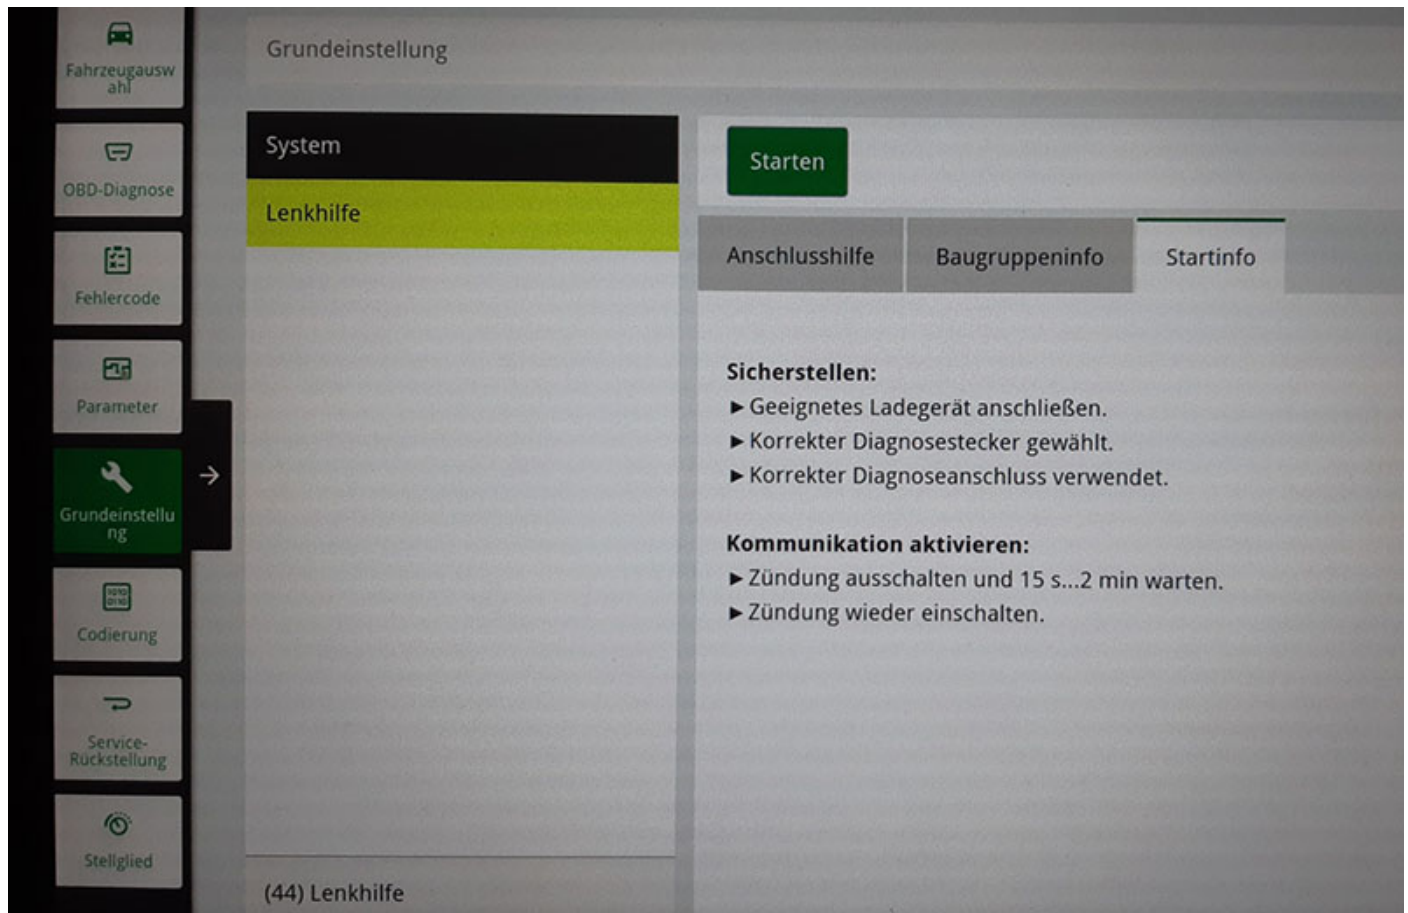 Fahrzeugausw
ahl
OBD-Diagnose
Fehlercode
Parameter
Grundeinstellu
ng
Codierung
Service-
Rückstellung
Stellglied
Grundeinstellung
System
Lenkhilfe
(44) Lenkhilfe
Starten
Anschlusshilfe Baugruppeninfo Startinfo
Sicherstellen:
►Geeignetes Ladegerät anschließen.
►Korrekter Diagnosestecker gewählt.
►Korrekter Diagnoseanschluss verwendet.
Kommunikation aktivieren:
►Zündung ausschalten und 15 s...2 min warten.
►Zündung wieder einschalten.